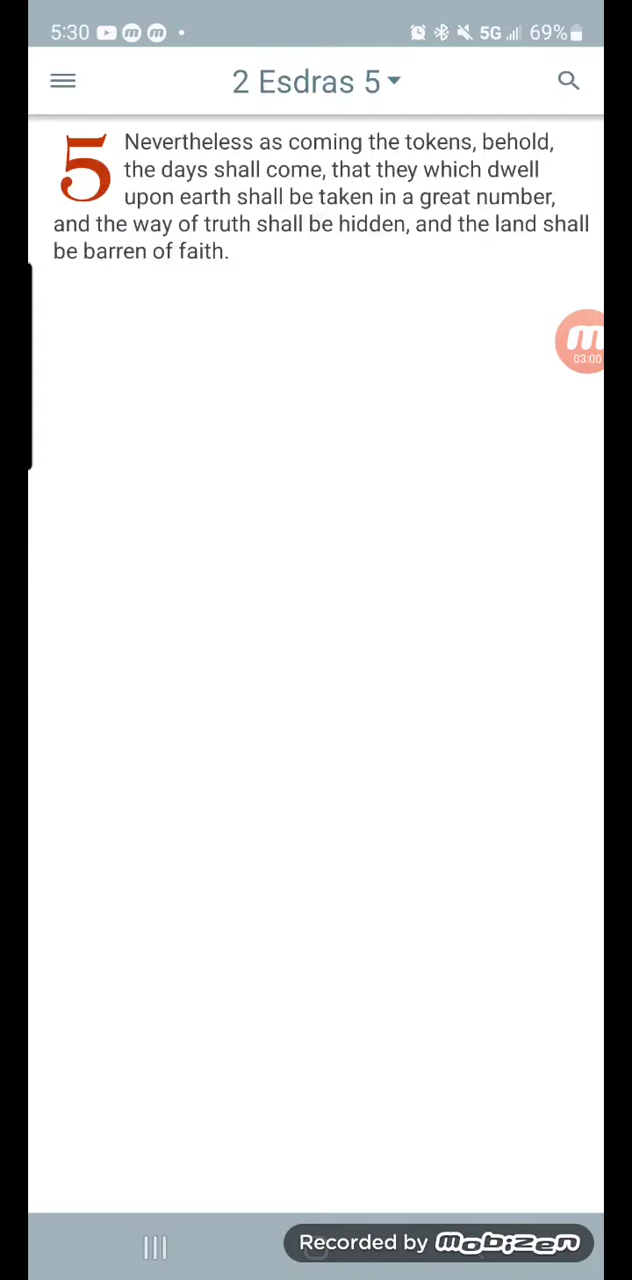 5:30
5G 69%
2 Esdras 5
5 Nevertheless as coming the tokens, behold,
the days shall come, that they which dwell
upon earth shall be taken in a great number,
and the way of truth shall be hidden, and the land shall
be barren of faith.
m
03:00
Recorded by mobizen